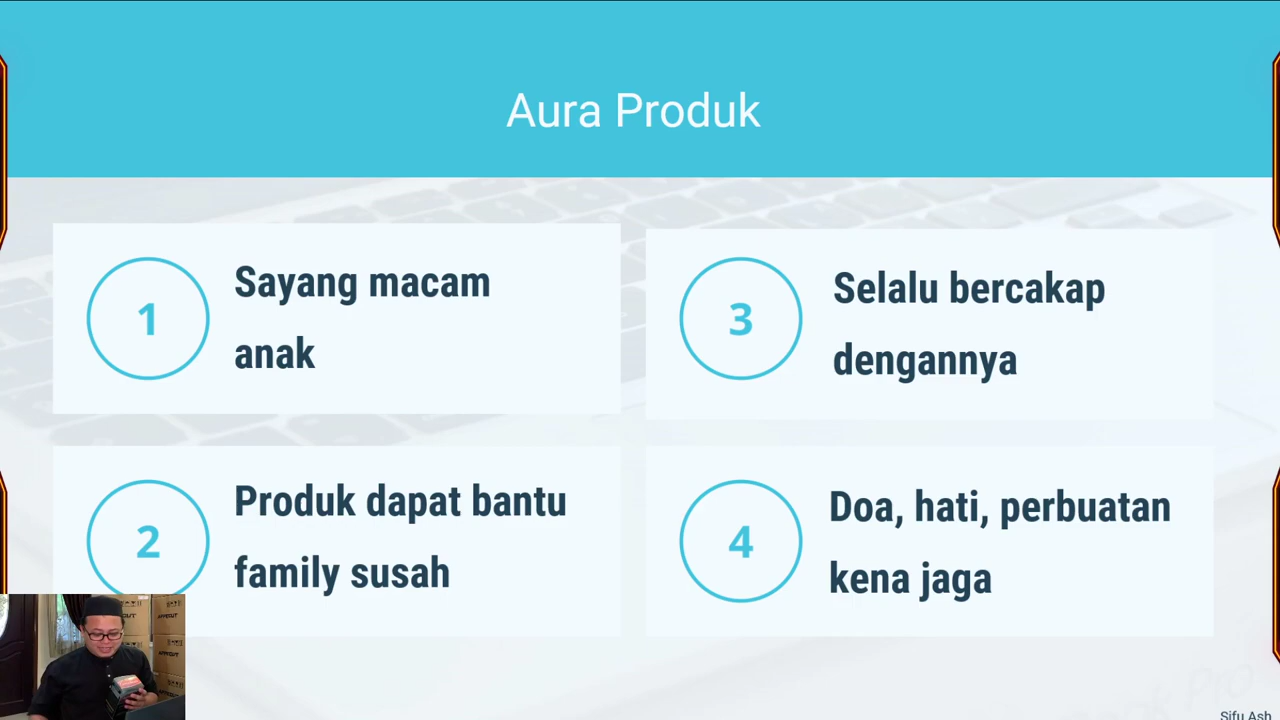 Aura Produk
1
Sayang macam
anak
2
Produk dapat bantu
family susah
3
Selalu bercakap
dengannya
4
Doa, hati, perbuatan
kena jaga
Sifu Ash